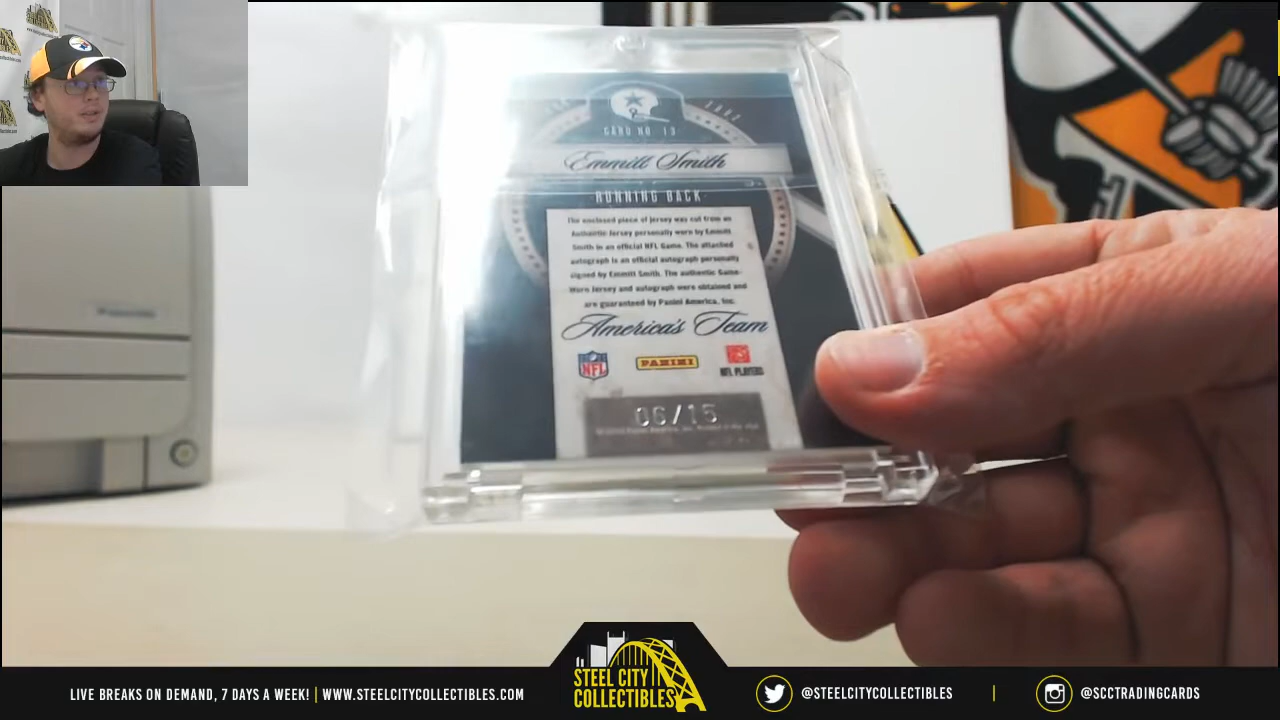 2002
CARD NO. 13
Emmitt Smith
RUNNING BACK
The enclosed piece of jersey was cut from an
Authentic Jersey personally worn by Emmitt
Smith in an official NFL Game. The attached
autograph is an official autograph personally
signed by Emmitt Smith. The authentic Game-
Worn Jersey and autograph were obtained and
are guaranteed by Panini America, Inc.
America's Team
NFL PANINI NFL PLAYERS
06/15
LIVE BREAKS ON DEMAND, 7 DAYS A WEEK! | WWW.STEELCITYCOLLECTIBLES.COM
STEEL CITY
COLLECTIBLES
@STEELCITYCOLLECTIBLES | @SCCTRADINGCARDS